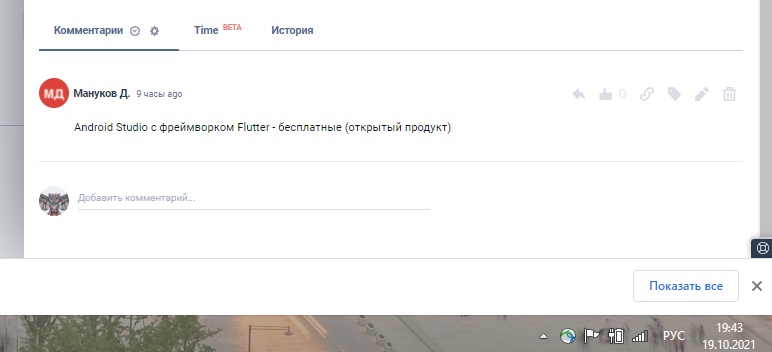 Комментарии
Time BETA
История
МД Мануков Д. 9 часы ago
0
Android Studio с фреймворком Flutter - бесплатные (открытый продукт)
Добавить комментарий...
Показать все
РУС
19:43
19.10.2021